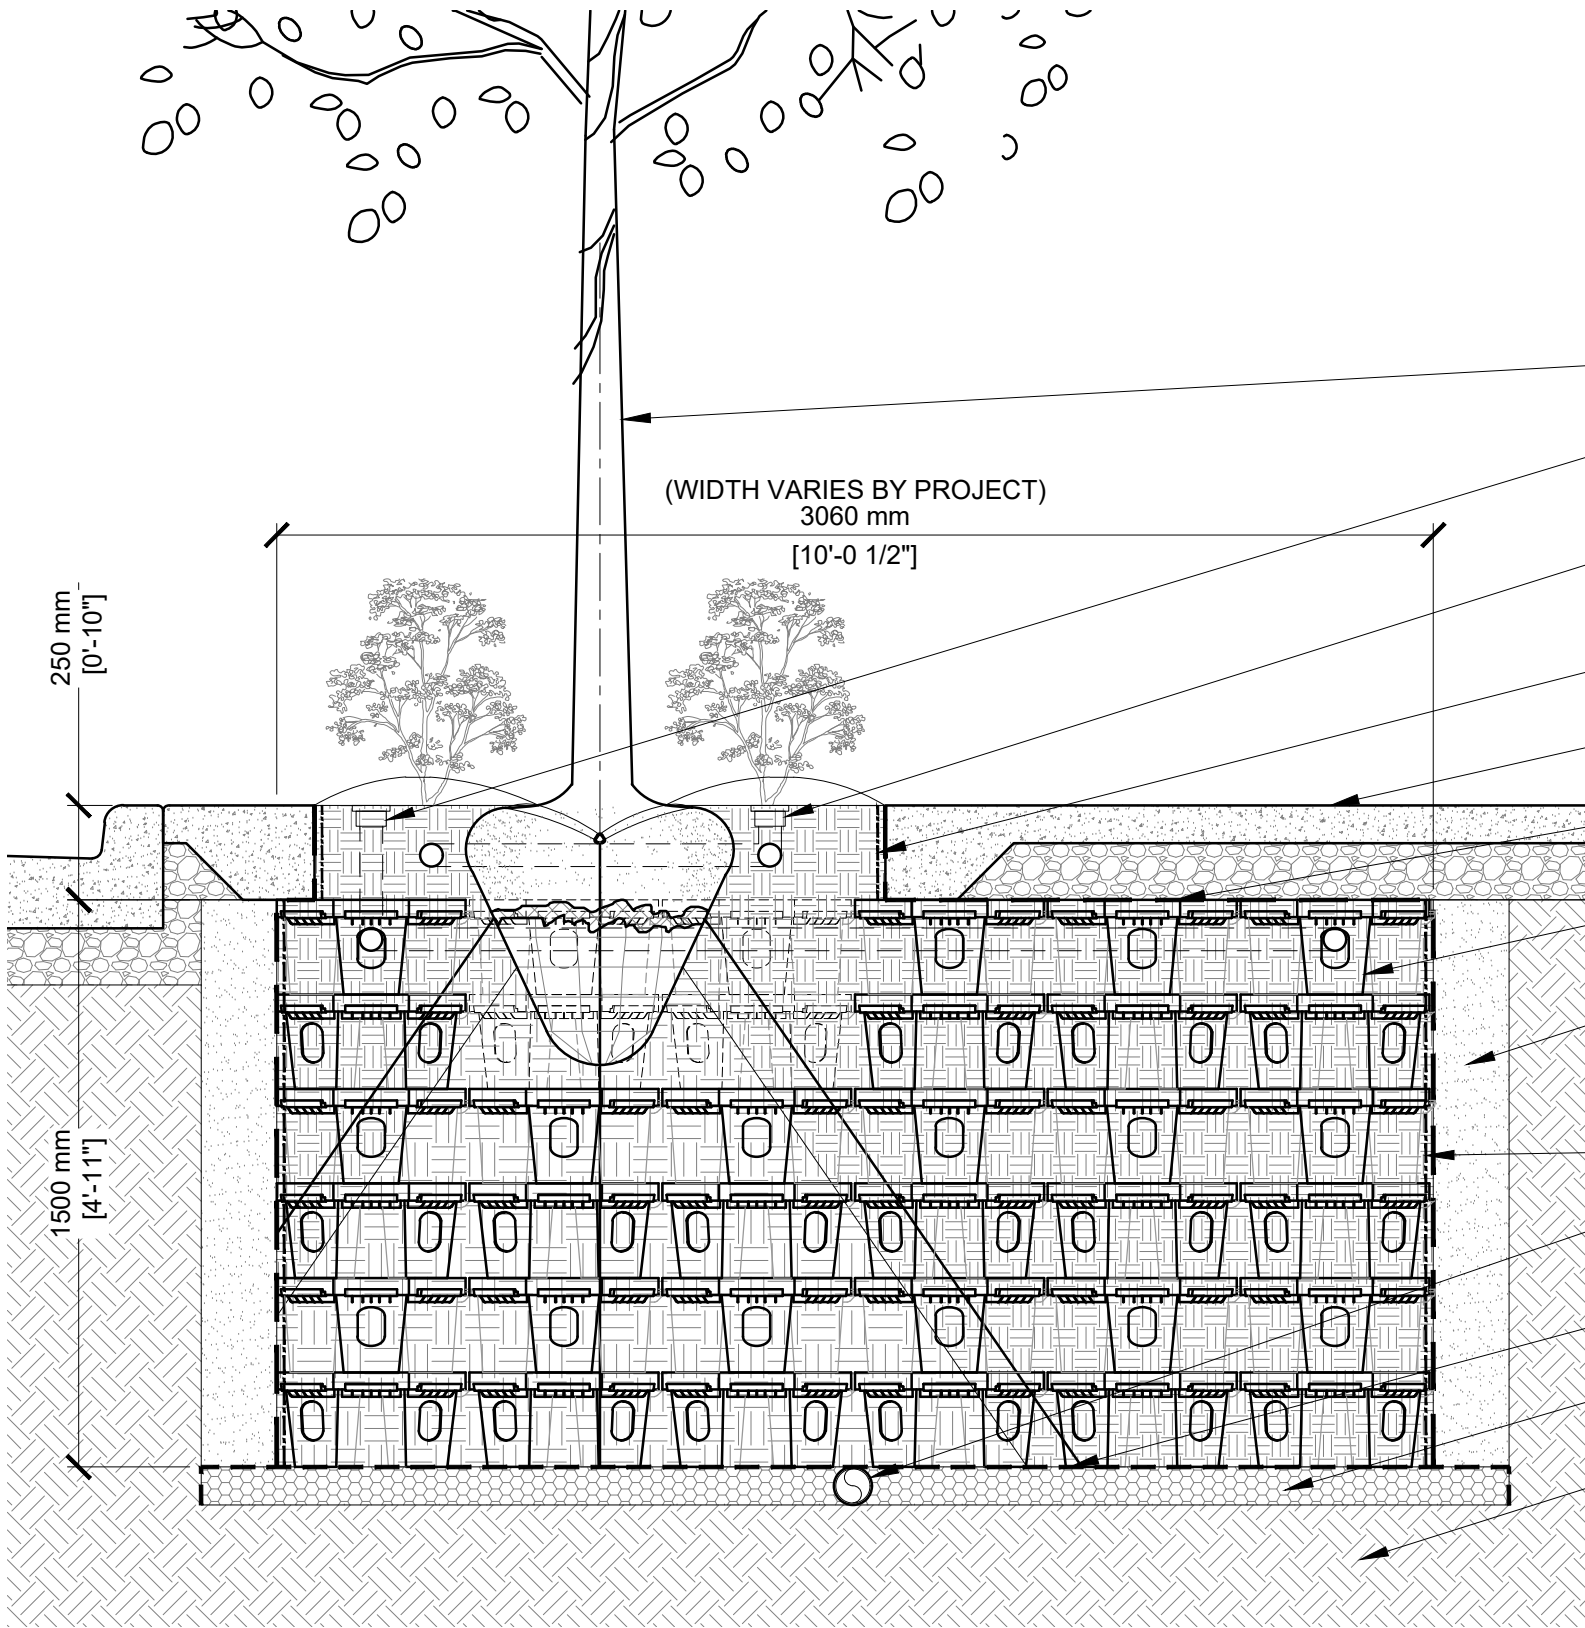 (WIDTH VARIES BY PROJECT)
3060 mm
[10'-0 1/2"]
250 mm
[0'-10"]
1500 mm
[4'-11"]